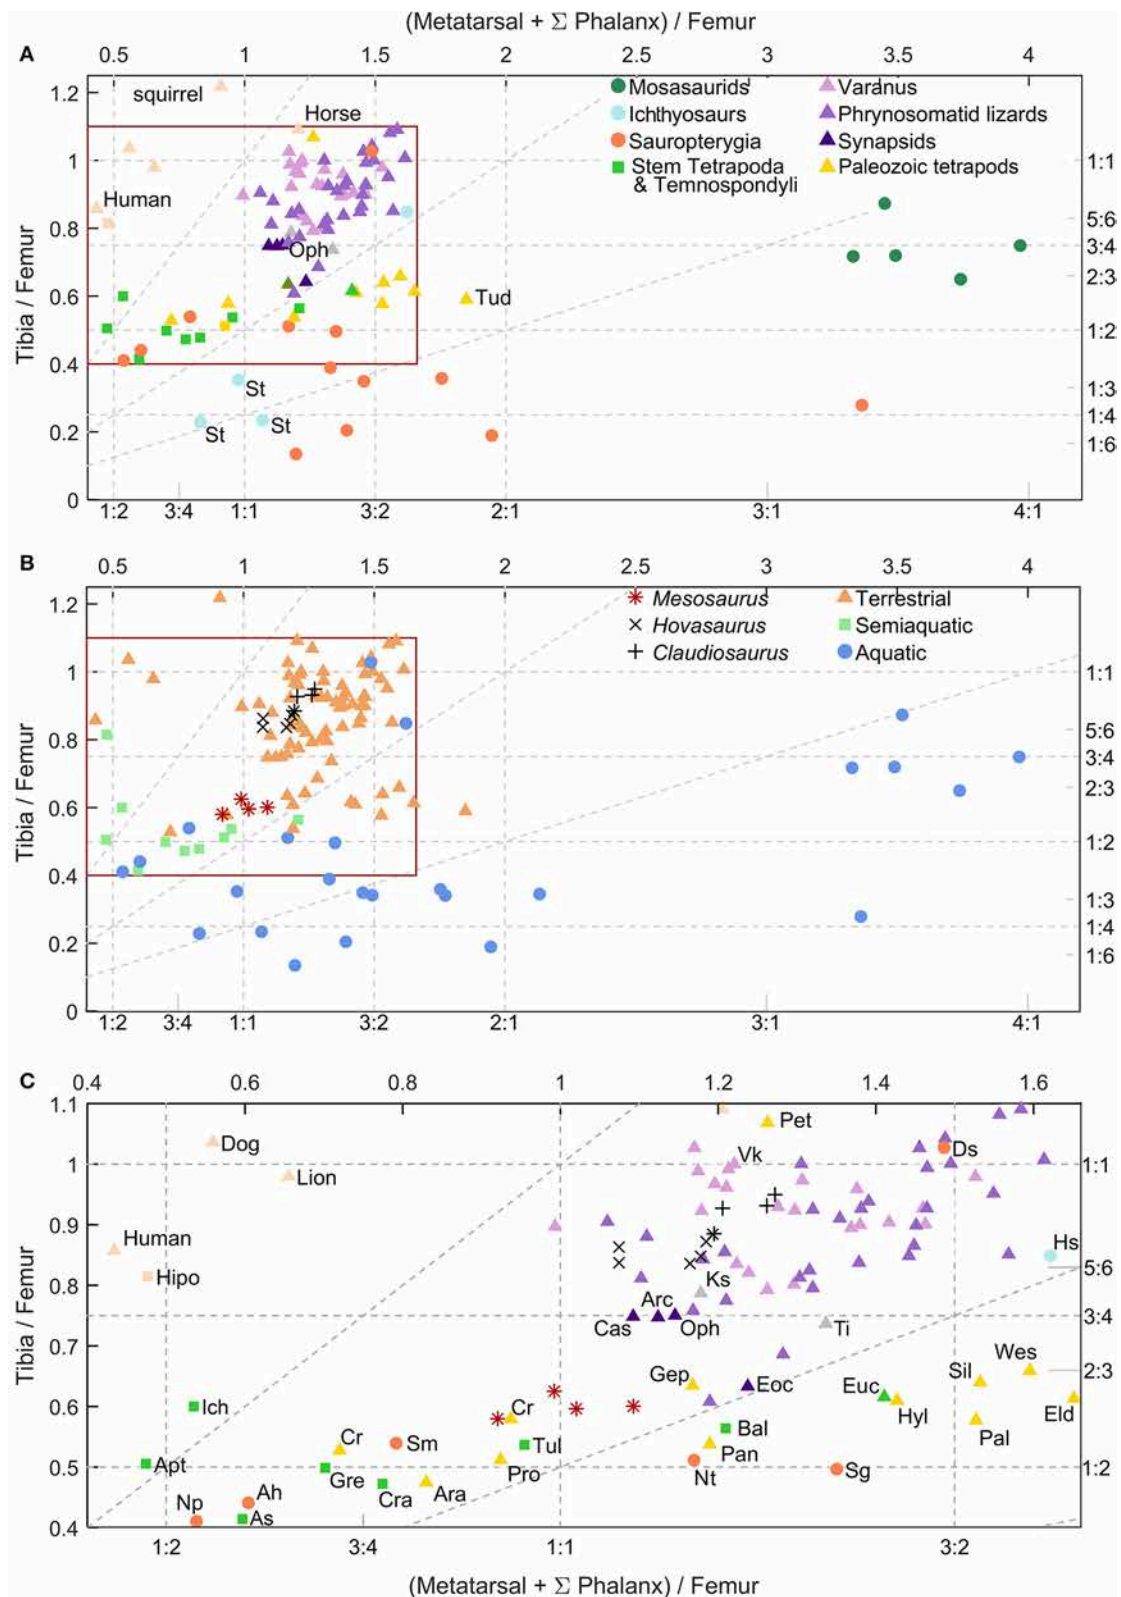 (Metatarsal + Σ Phalanx) / Femur
A
0.5 1 1.5 2 2.5 3 3.5 4
Tibia / Femur
1.2
1
0.8
0.6
0.4
0.2
0
squirrel
Horse
Human
Oph
Tud
St
St
St
Mosasaurids
Ichthyosaurs
Sauropterygia
Stem Tetrapoda
& Temnospondyli
Varanus
Phrynosomatid lizards
Synapsids
Paleozoic tetrapods
1:1
5:6
3:4
2:3
1:2
1:3
1:4
1:6
1:2 3:4 1:1 3:2 2:1 3:1 4:1
B
0.5 1 1.5 2 2.5 3 3.5 4
Tibia / Femur
1.2
1
0.8
0.6
0.4
0.2
0
Mesosaurus
Hovasaurus
Claudiosaurus
Terrestrial
Semiaquatic
Aquatic
1:1
5:6
3:4
2:3
1:2
1:3
1:4
1:6
1:2 3:4 1:1 3:2 2:1 3:1 4:1
C
0.4 0.6 0.8 1 1.2 1.4 1.6
Tibia / Femur
1.1
1
0.9
0.8
0.7
0.6
0.5
0.4
Dog
Lion
Human
Hipo
Pet
Vk
Ds
Hs
Ks
Arc
Cas
Oph
Ti
Gep
Eoc
Euc
Sil
Wes
Hyl
Pal
Eld
Ich
Cr
Cr
Sm
Tul
Bal
Pan
Apt
Gre
Cra
Ara
Pro
Nt
Sg
Np
Ah
As
1:1
5:6
3:4
2:3
1:2
1:2 3:4 1:1 3:2
(Metatarsal + Σ Phalanx) / Femur